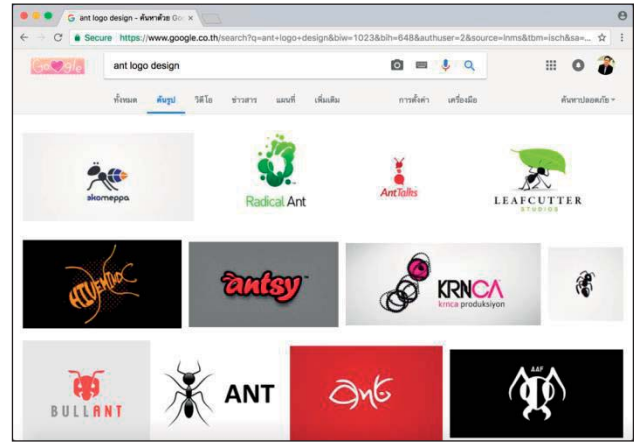 ant logo design - ค้นหาด้วย Goo
Secure https://www.google.co.th/search?q=ant+logo+design&biw=1023&bih=648&authuser=2&source=lnms&tbm=isch&sa=...
Google ant logo design
ทั้งหมด ค้นรูป วิดีโอ ข่าวสาร แผนที่ เพิ่มเติม การตั้งค่า เครื่องมือ ค้นหาปลอดภัย
akomeppa
Radical Ant
AntTalks
LEAFCUTTER
STUDIOS
HIVEMIND
antsy
KRNCA
krnca produksiyon
BULLANT
ANT
ant
AAF